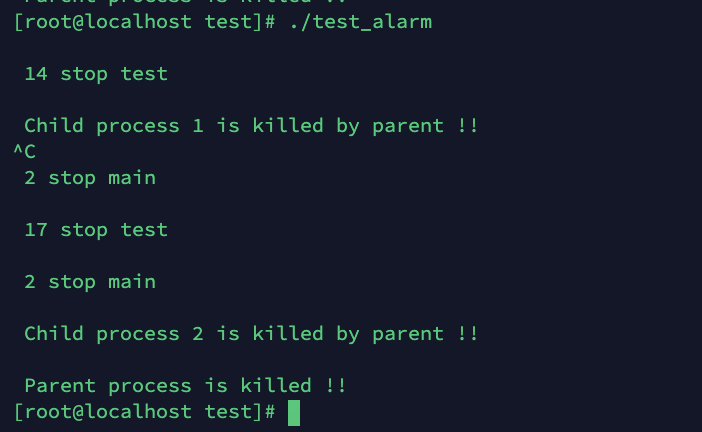 [root@localhost test]# ./test_alarm
14 stop test
Child process 1 is killed by parent !!
^C
2 stop main
17 stop test
2 stop main
Child process 2 is killed by parent !!
Parent process is killed !!
[root@localhost test]#